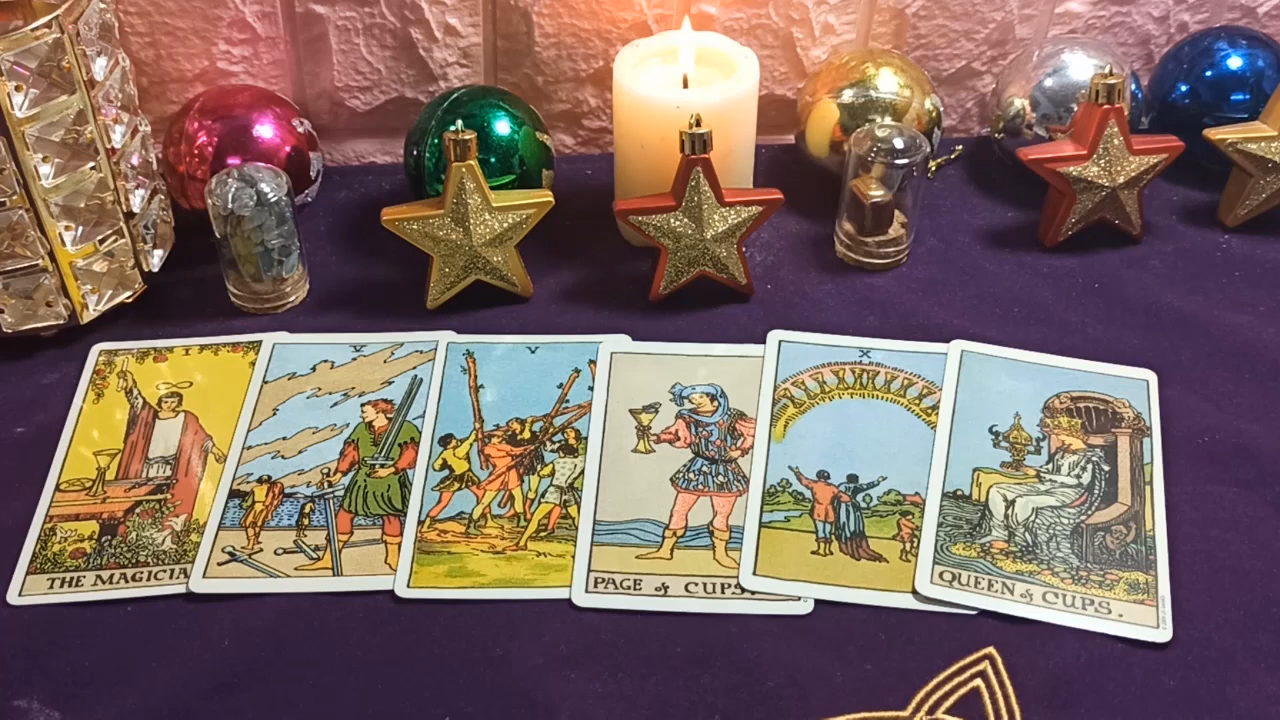 I
THE MAGICIA
V
V
PAGE of CUPS.
X
QUEEN of CUPS.